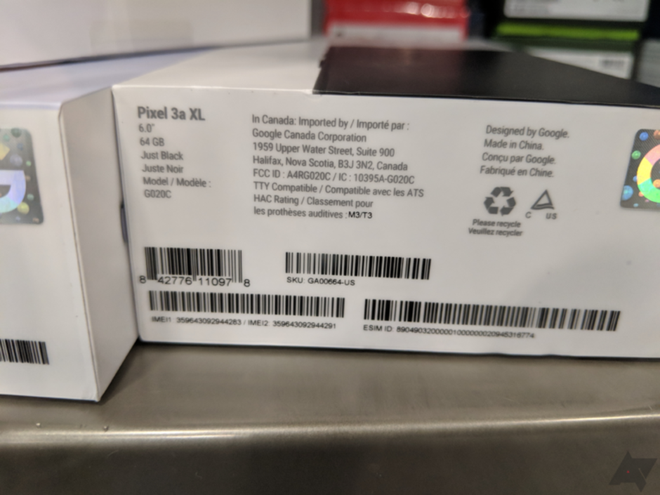 Pixel 3a XL
6.0"
64 GB
Just Black
Juste Noir
Model / Modèle :
G020C
In Canada: Imported by / Importé par :
Google Canada Corporation
1959 Upper Water Street, Suite 900
Halifax, Nova Scotia, B3J 3N2, Canada
FCC ID : A4RG020C / IC : 10395A-G020C
TTY Compatible / Compatible avec les ATS
HAC Rating / Classement pour
les prothèses auditives : M3/T3
Designed by Google.
Made in China.
Conçu par Google.
Fabriqué en Chine.
C US
Please recycle
Veuillez recycler
8 42776 11097 8
SKU: GA00664-US
IMEI1 359643092944283 / IMEI2 359643092944291
ESIM ID: